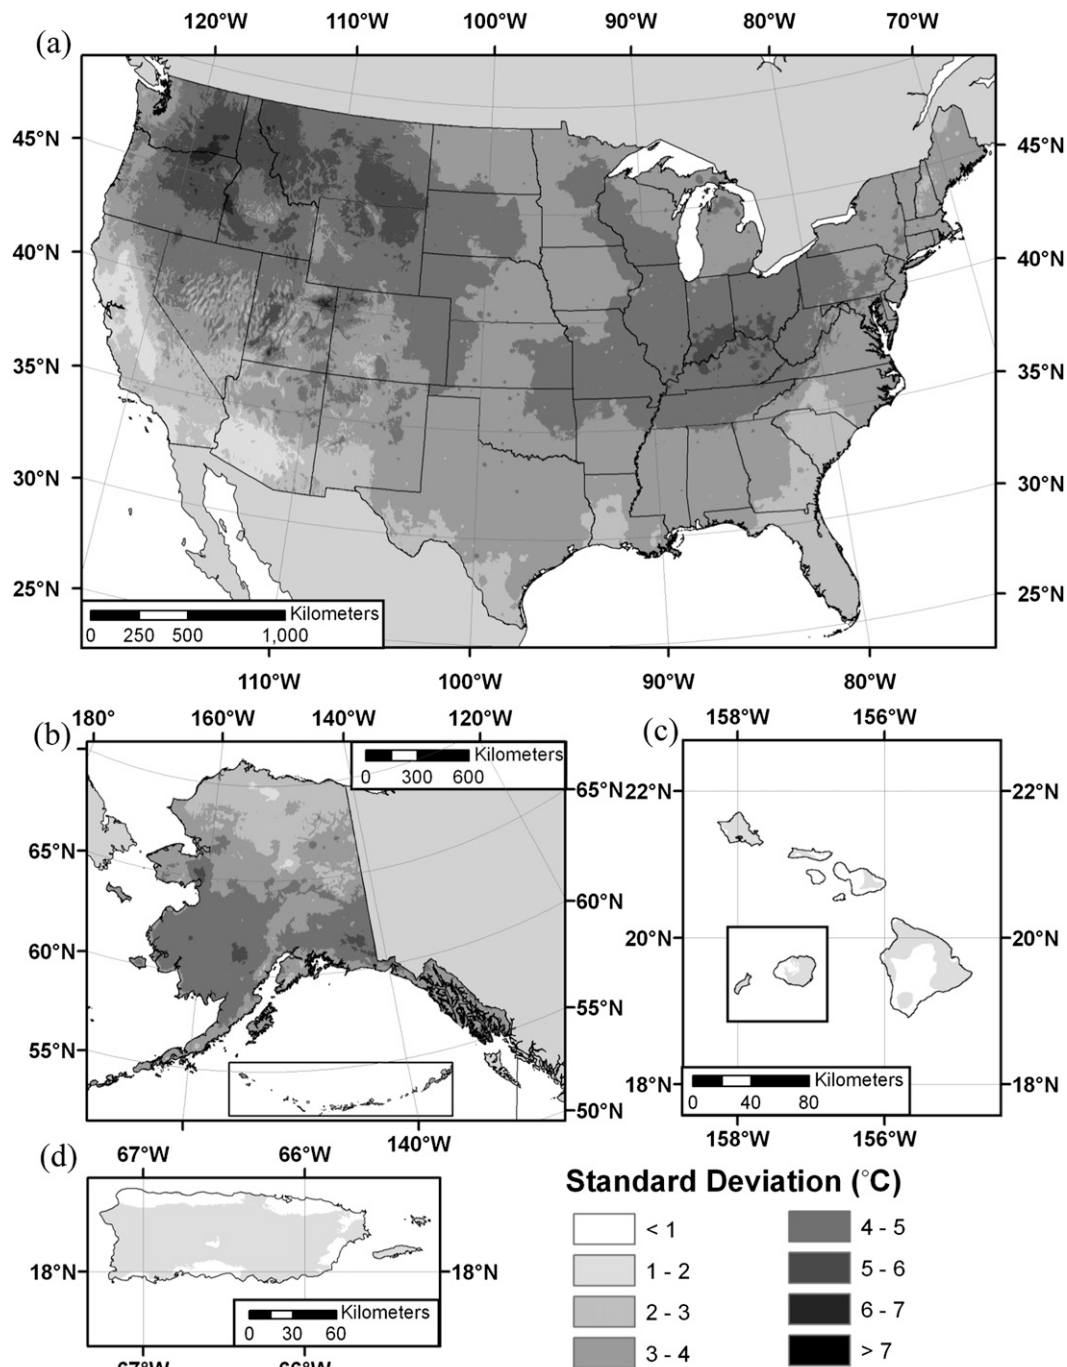 120°W 110°W 100°W 90°W 80°W 70°W
(a)
45°N 45°N
40°N 40°N
35°N 35°N
30°N 30°N
25°N 25°N
Kilometers
0 250 500 1,000
110°W 100°W 90°W 80°W
(b) 180° 160°W 140°W 120°W
Kilometers
0 300 600
65°N
65°N
60°N
60°N
55°N
55°N
50°N
140°W
(c) 158°W 156°W
22°N 22°N
20°N 20°N
18°N 18°N
Kilometers
0 40 80
158°W 156°W
(d) 67°W 66°W
18°N 18°N
Kilometers
0 30 60
67°W 66°W
Standard Deviation (°C)
< 1
1 - 2
2 - 3
3 - 4
4 - 5
5 - 6
6 - 7
> 7